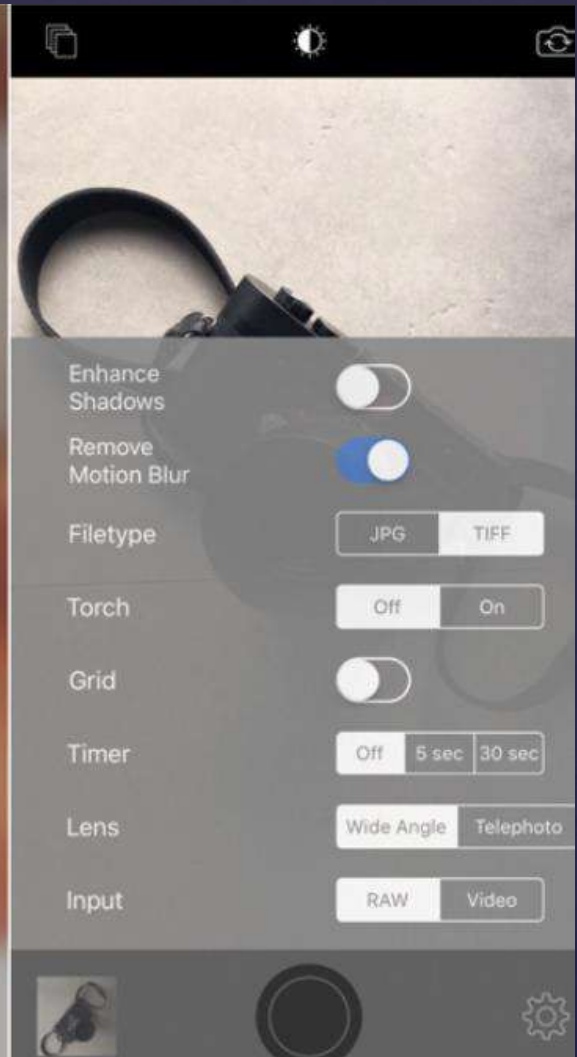 Enhance
Shadows
Remove
Motion Blur
Filetype JPG TIFF
Torch Off On
Grid
Timer Off 5 sec 30 sec
Lens Wide Angle Telephoto
Input RAW Video